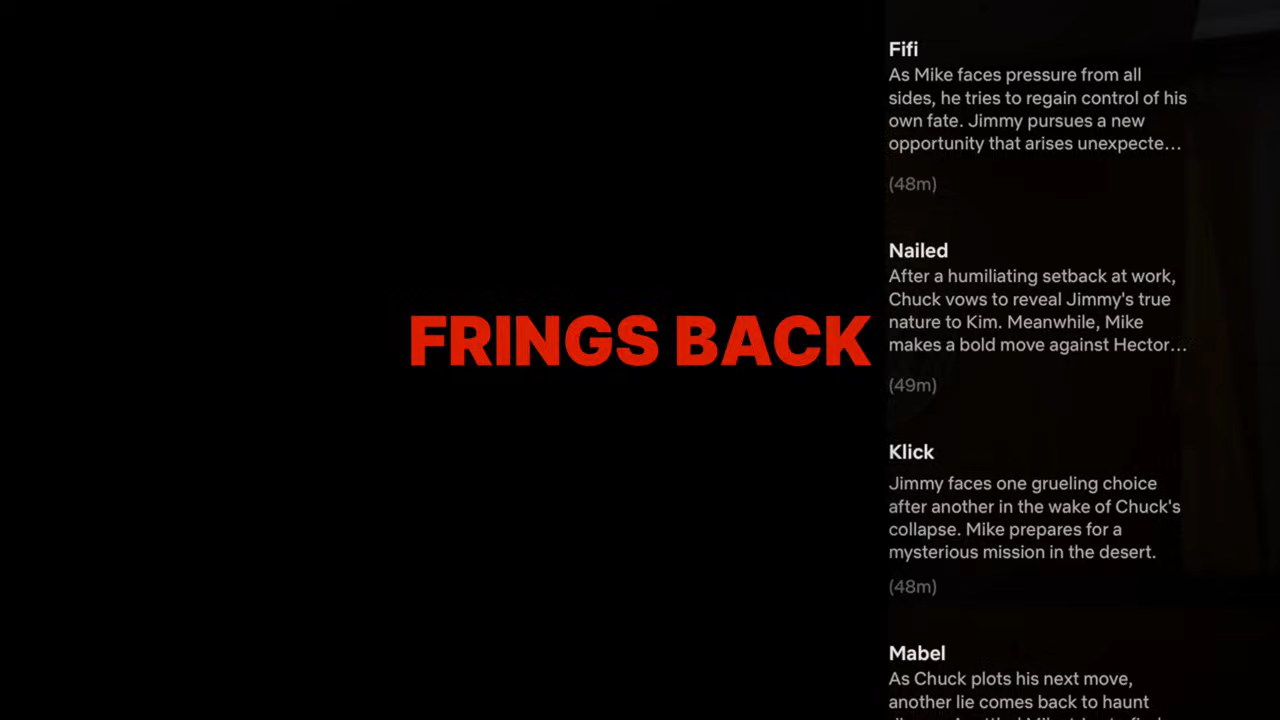 Fifi
As Mike faces pressure from all
sides, he tries to regain control of his
own fate. Jimmy pursues a new
opportunity that arises unexpecte...
(48m)
Nailed
After a humiliating setback at work,
Chuck vows to reveal Jimmy's true
nature to Kim. Meanwhile, Mike
makes a bold move against Hector...
(49m)
FRINGS BACK
Klick
Jimmy faces one grueling choice
after another in the wake of Chuck's
collapse. Mike prepares for a
mysterious mission in the desert.
(48m)
Mabel
As Chuck plots his next move,
another lie comes back to haunt